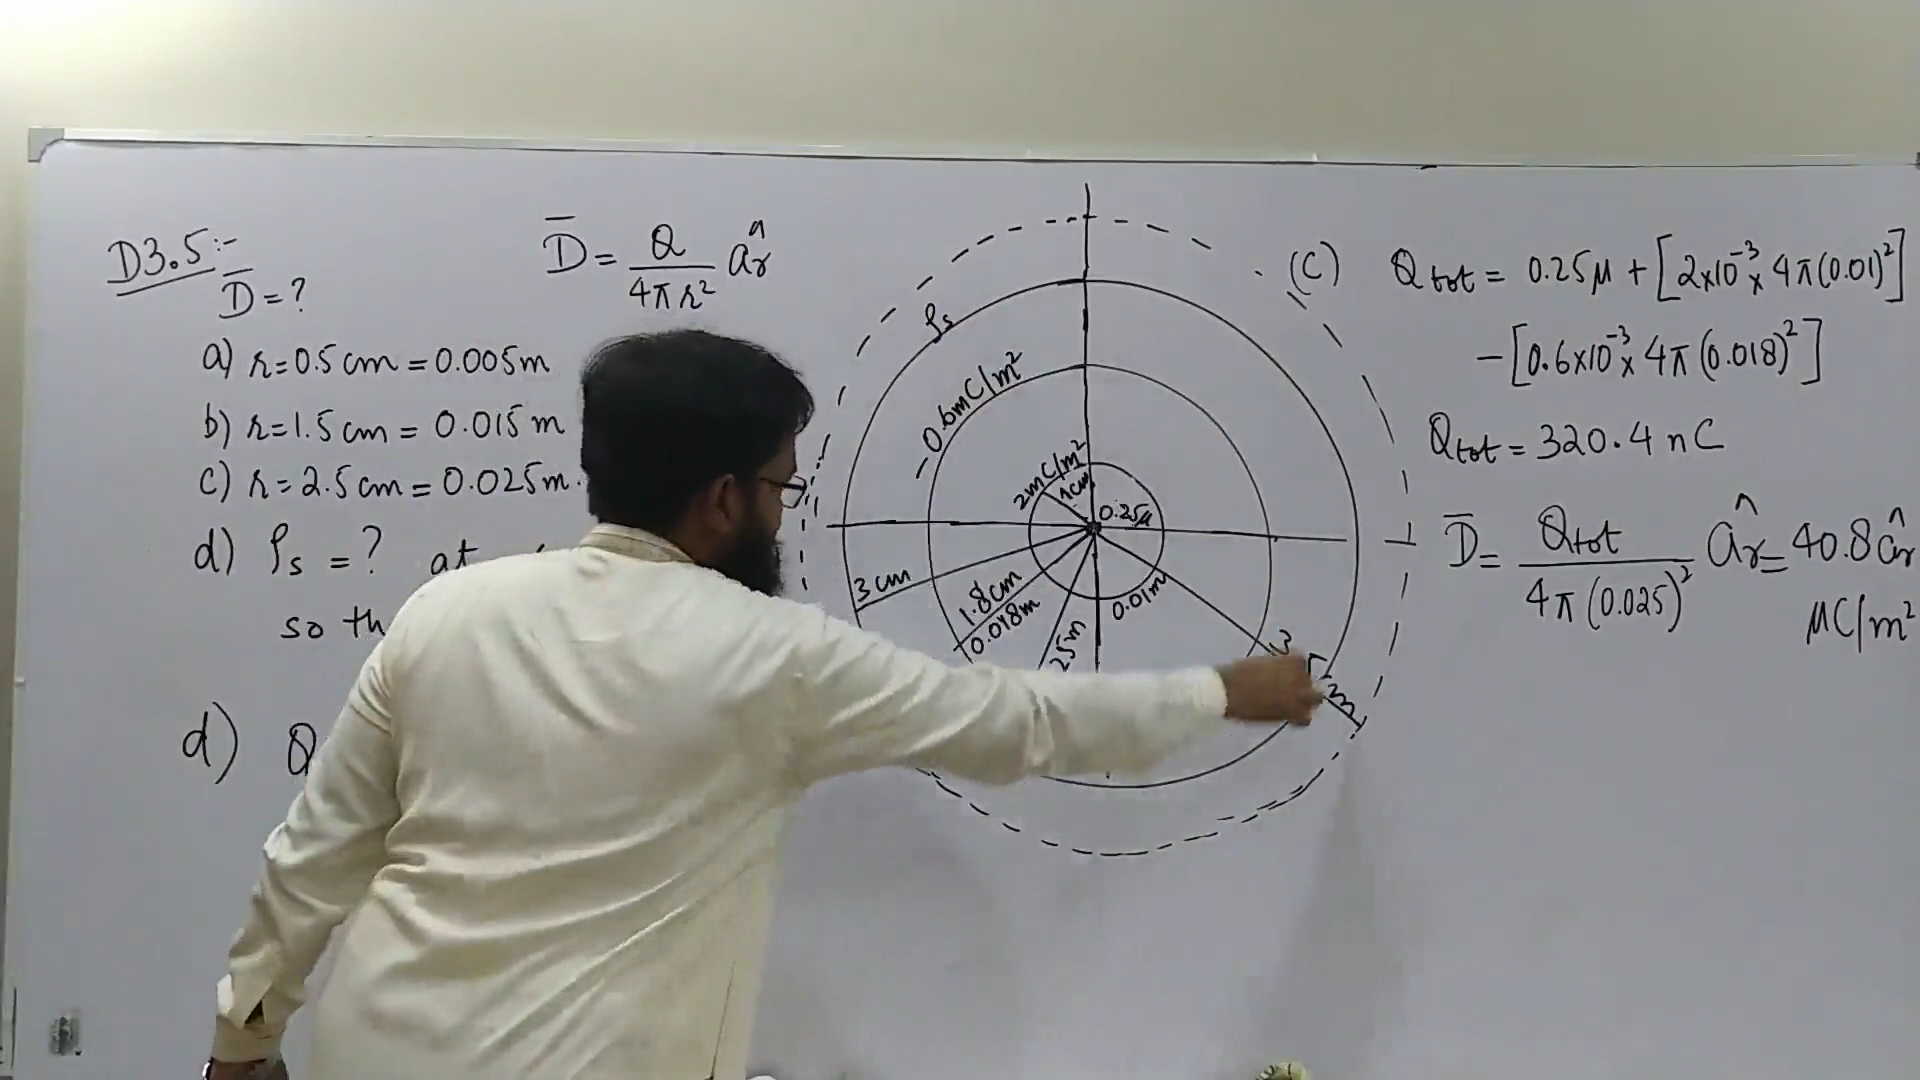 D3.5:-
D̄ = ?
a) r=0.5 cm = 0.005m
b) r=1.5 cm = 0.015 m
c) r=2.5 cm = 0.025m.
d) ρs = ? at
so th
d) Q
D̄ = Q / 4πr² âr
ρs
-0.6mC/m²
2mC/m²
1cm
0.25μ
0.01m
3 cm
1.8cm
0.018m
25m
(C) Qtot = 0.25μ + [2x10⁻³ x 4π(0.01)²]
- [0.6x10⁻³ x 4π(0.018)²]
Qtot = 320.4 nC
D̄ = Qtot / 4π(0.025)² âr = 40.8 âr
μC/m²